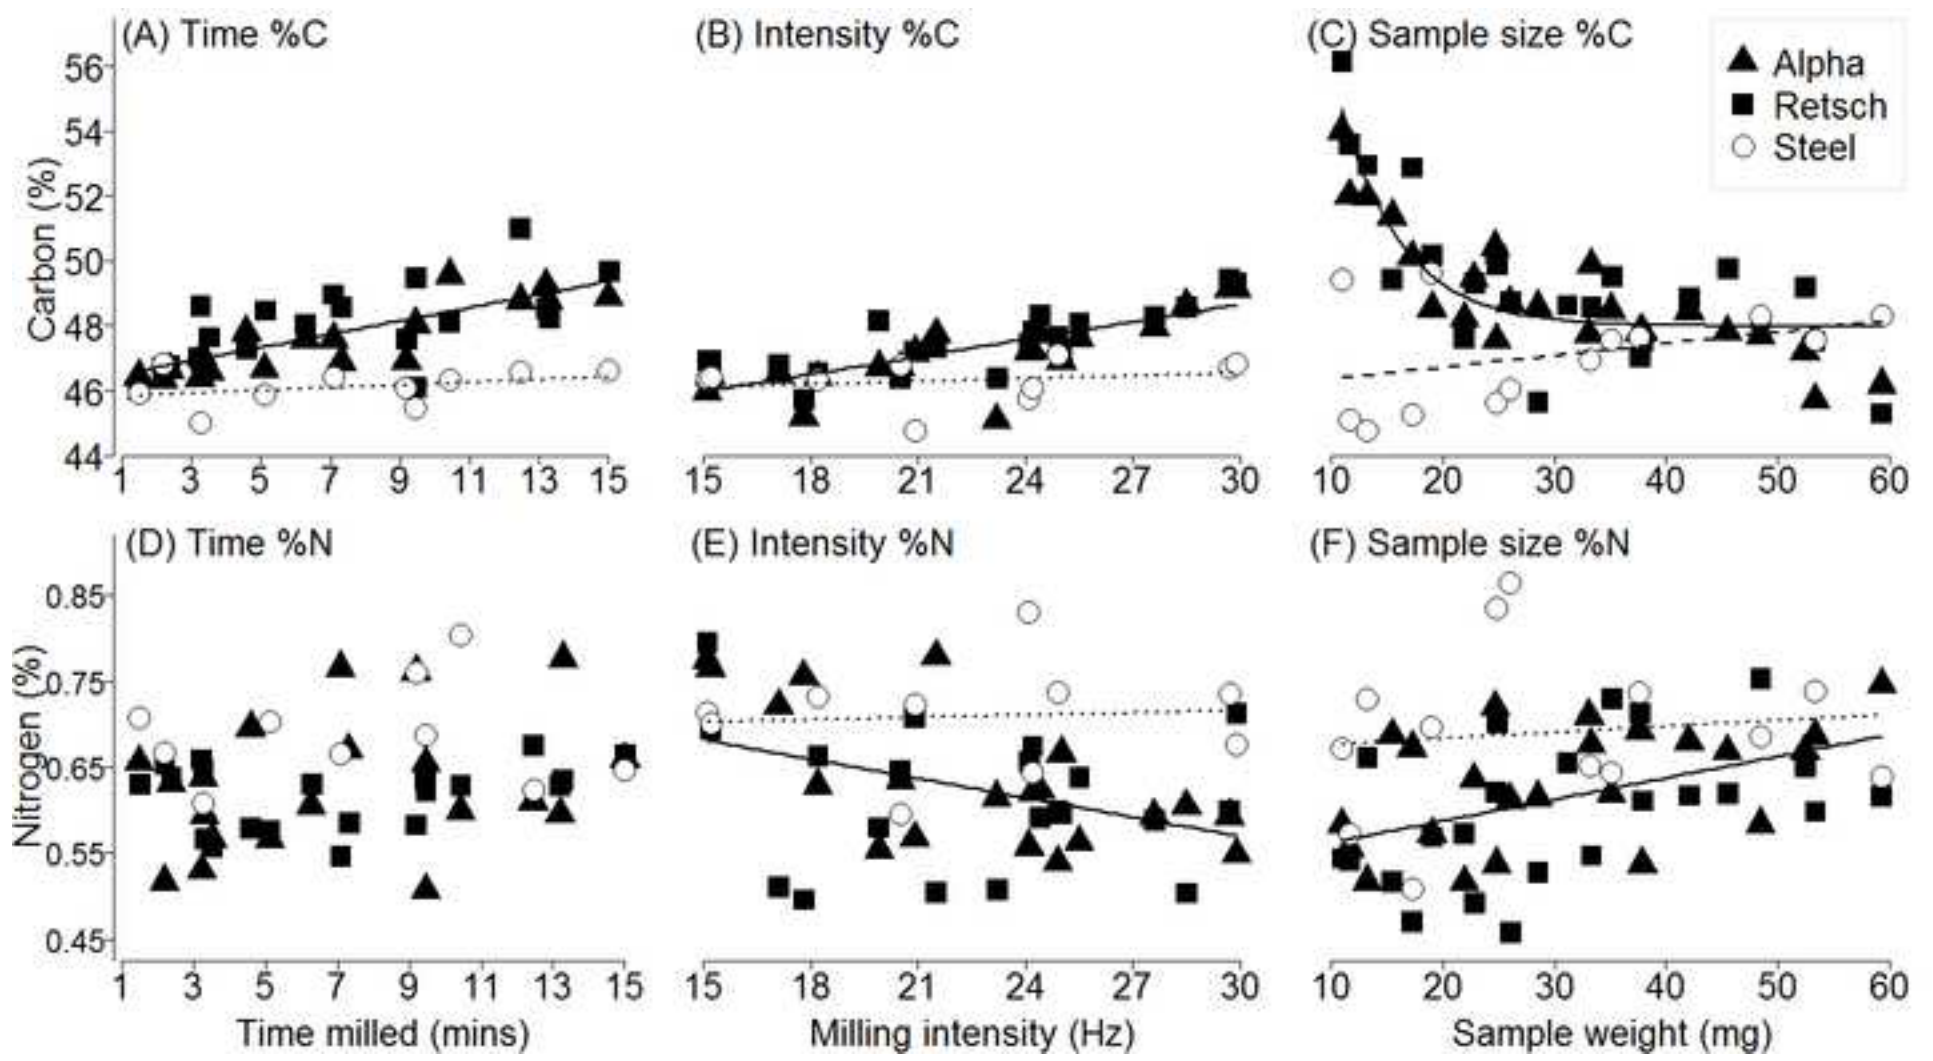 (A) Time %C
(B) Intensity %C
(C) Sample size %C
Alpha
Retsch
Steel
Carbon (%)
56
54
52
50
48
46
44
1 3 5 7 9 11 13 15
15 18 21 24 27 30
10 20 30 40 50 60
(D) Time %N
(E) Intensity %N
(F) Sample size %N
Nitrogen (%)
0.85
0.75
0.65
0.55
0.45
1 3 5 7 9 11 13 15
15 18 21 24 27 30
10 20 30 40 50 60
Time milled (mins)
Milling intensity (Hz)
Sample weight (mg)